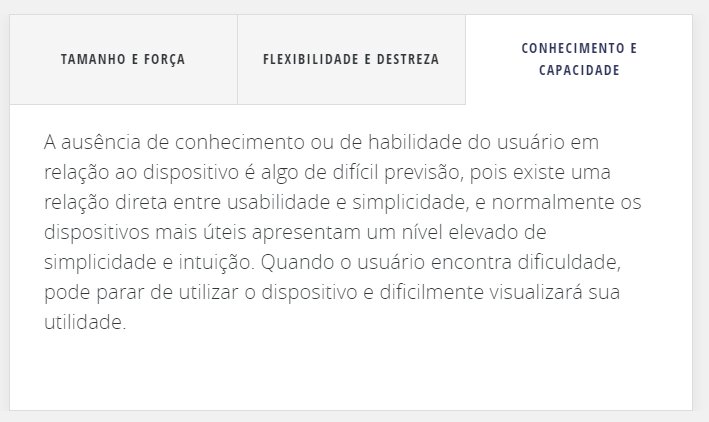 TAMANHO E FORÇA
FLEXIBILIDADE E DESTREZA
CONHECIMENTO E
CAPACIDADE
A ausência de conhecimento ou de habilidade do usuário em
relação ao dispositivo é algo de difícil previsão, pois existe uma
relação direta entre usabilidade e simplicidade, e normalmente os
dispositivos mais úteis apresentam um nível elevado de
simplicidade e intuição. Quando o usuário encontra dificuldade,
pode parar de utilizar o dispositivo e dificilmente visualizará sua
utilidade.